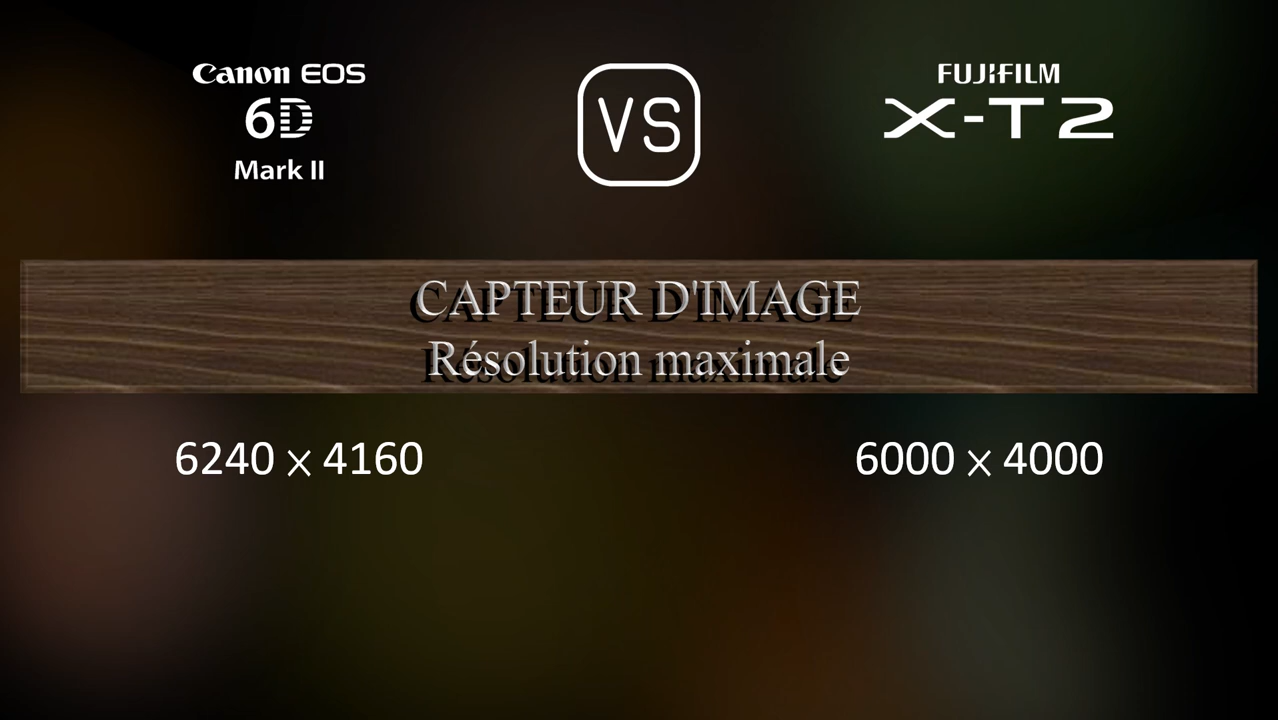 Canon EOS
6D
Mark II
VS
FUJIFILM
X-T2
CAPTEUR D'IMAGE
Résolution maximale
6240 x 4160
6000 x 4000